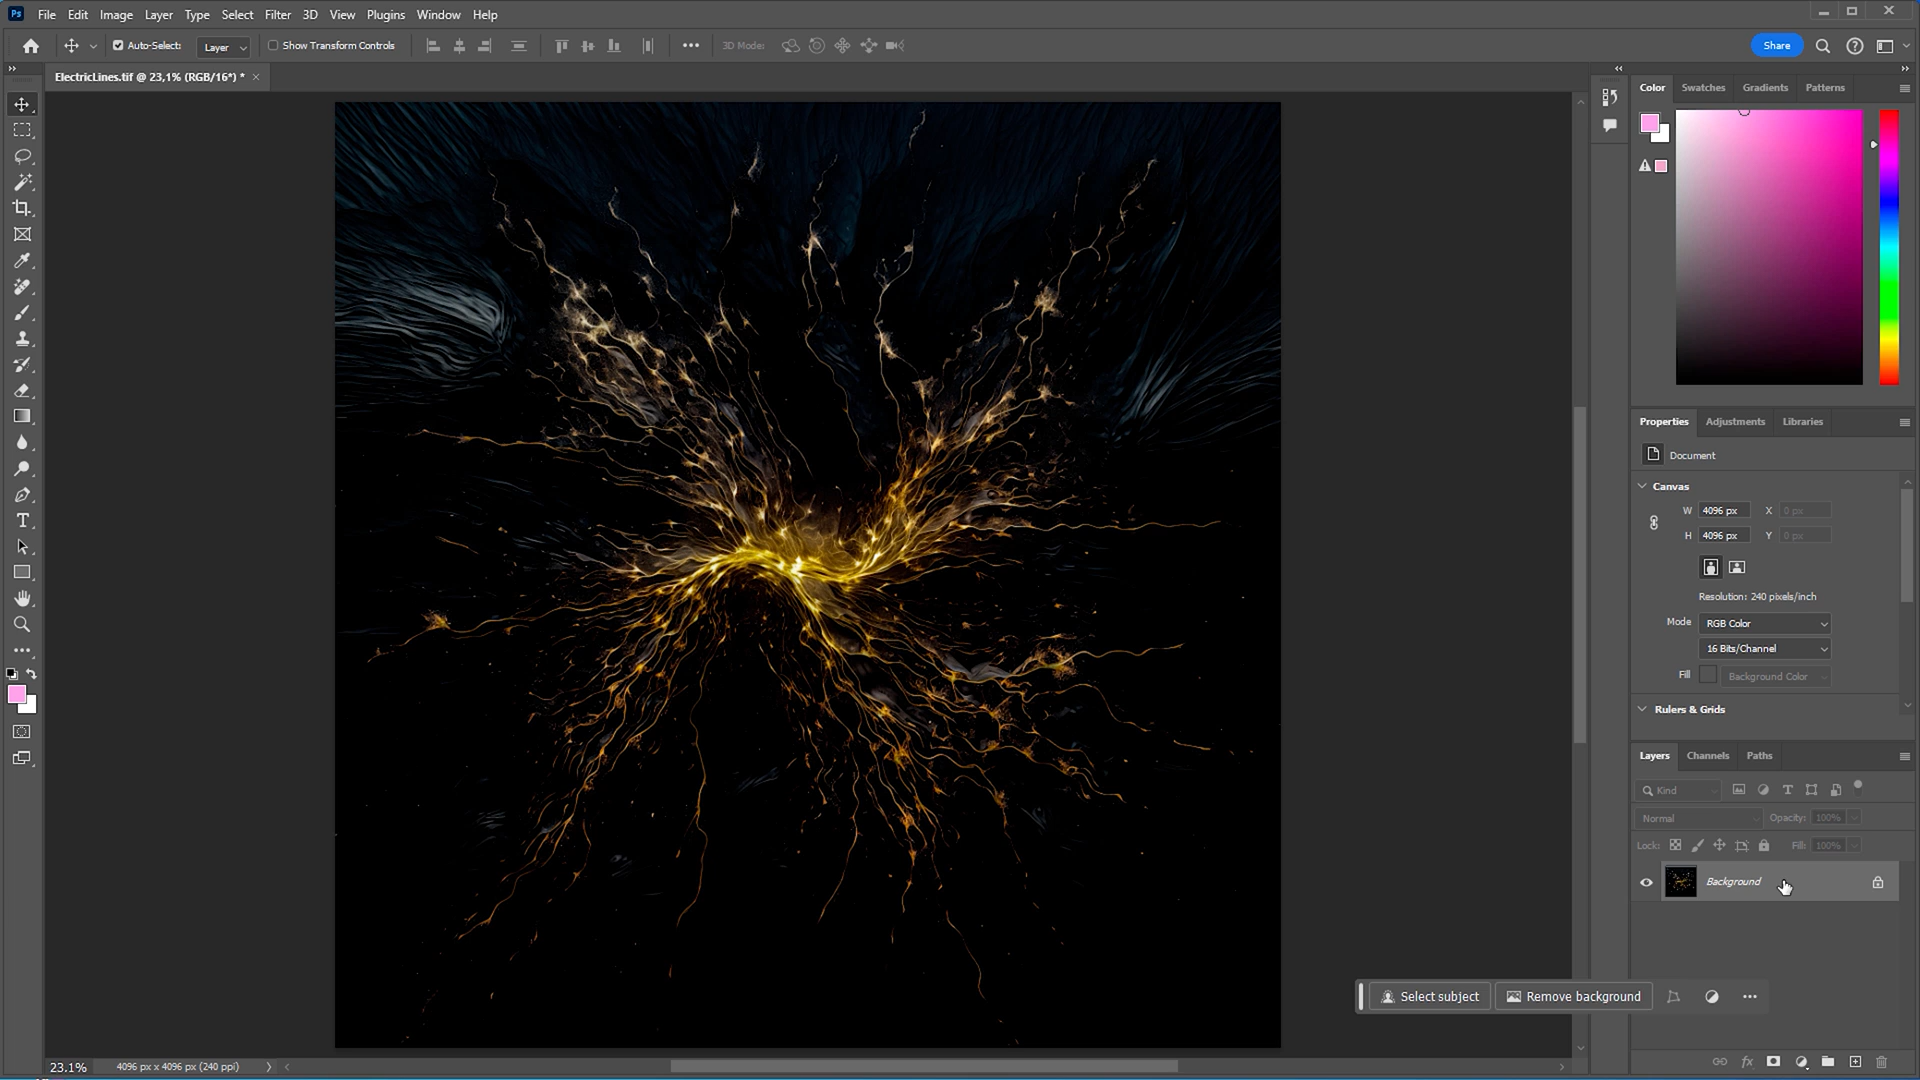 Ps File Edit Image Layer Type Select Filter 3D View Plugins Window Help
Auto-Select: Layer Show Transform Controls 3D Mode: Share
ElectricLines.tif @ 23,1% (RGB/16*) *
Color Swatches Gradients Patterns
Properties Adjustments Libraries
Document
Canvas
W 4096 px X 0 px
H 4096 px Y 0 px
Resolution: 240 pixels/inch
Mode RGB Color
16 Bits/Channel
Fill Background Color
Rulers & Grids
Layers Channels Paths
Kind
Normal Opacity: 100%
Lock: Fill: 100%
Background
Select subject Remove background
23.1% 4096 px x 4096 px (240 ppi)